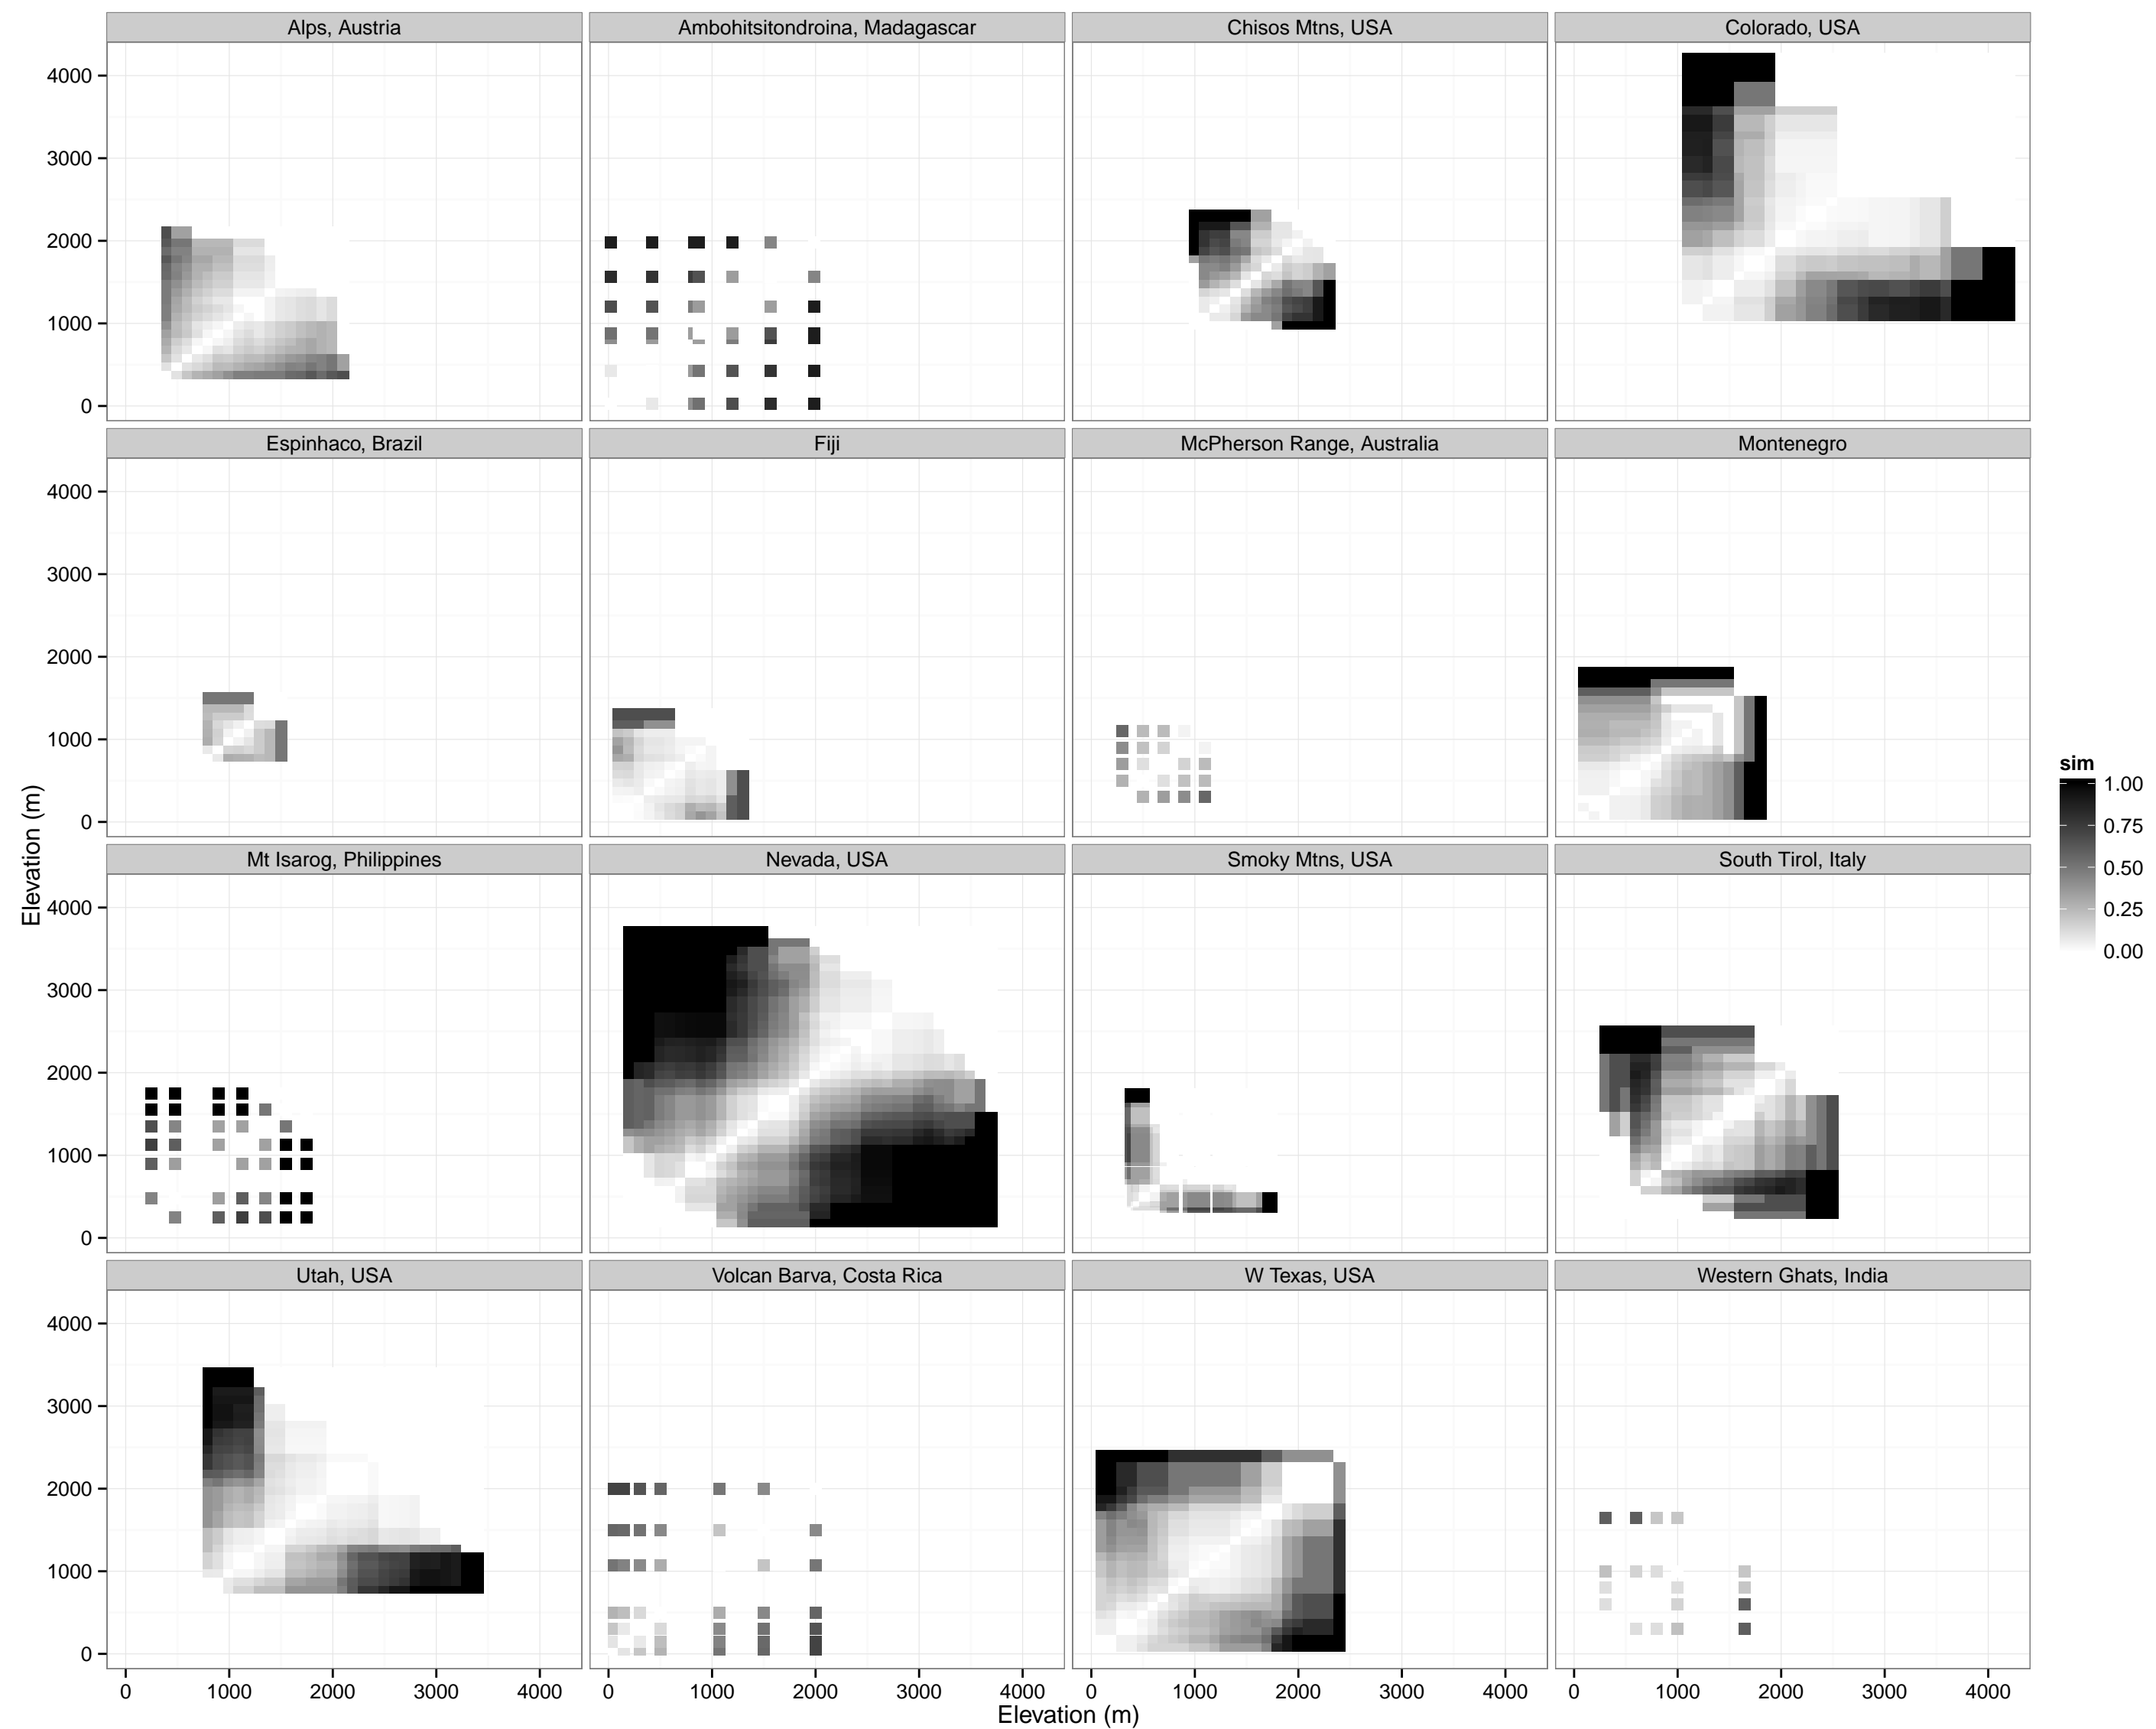 Alps, Austria
Ambohitsitondroina, Madagascar
Chisos Mtns, USA
Colorado, USA
4000
3000
2000
1000
0
Espinhaco, Brazil
Fiji
McPherson Range, Australia
Montenegro
4000
3000
2000
1000
0
Mt Isarog, Philippines
Nevada, USA
Smoky Mtns, USA
South Tirol, Italy
4000
3000
2000
1000
0
Utah, USA
Volcan Barva, Costa Rica
W Texas, USA
Western Ghats, India
4000
3000
2000
1000
0
0 1000 2000 3000 4000
0 1000 2000 3000 4000
0 1000 2000 3000 4000
0 1000 2000 3000 4000
Elevation (m)
Elevation (m)
sim
1.00
0.75
0.50
0.25
0.00